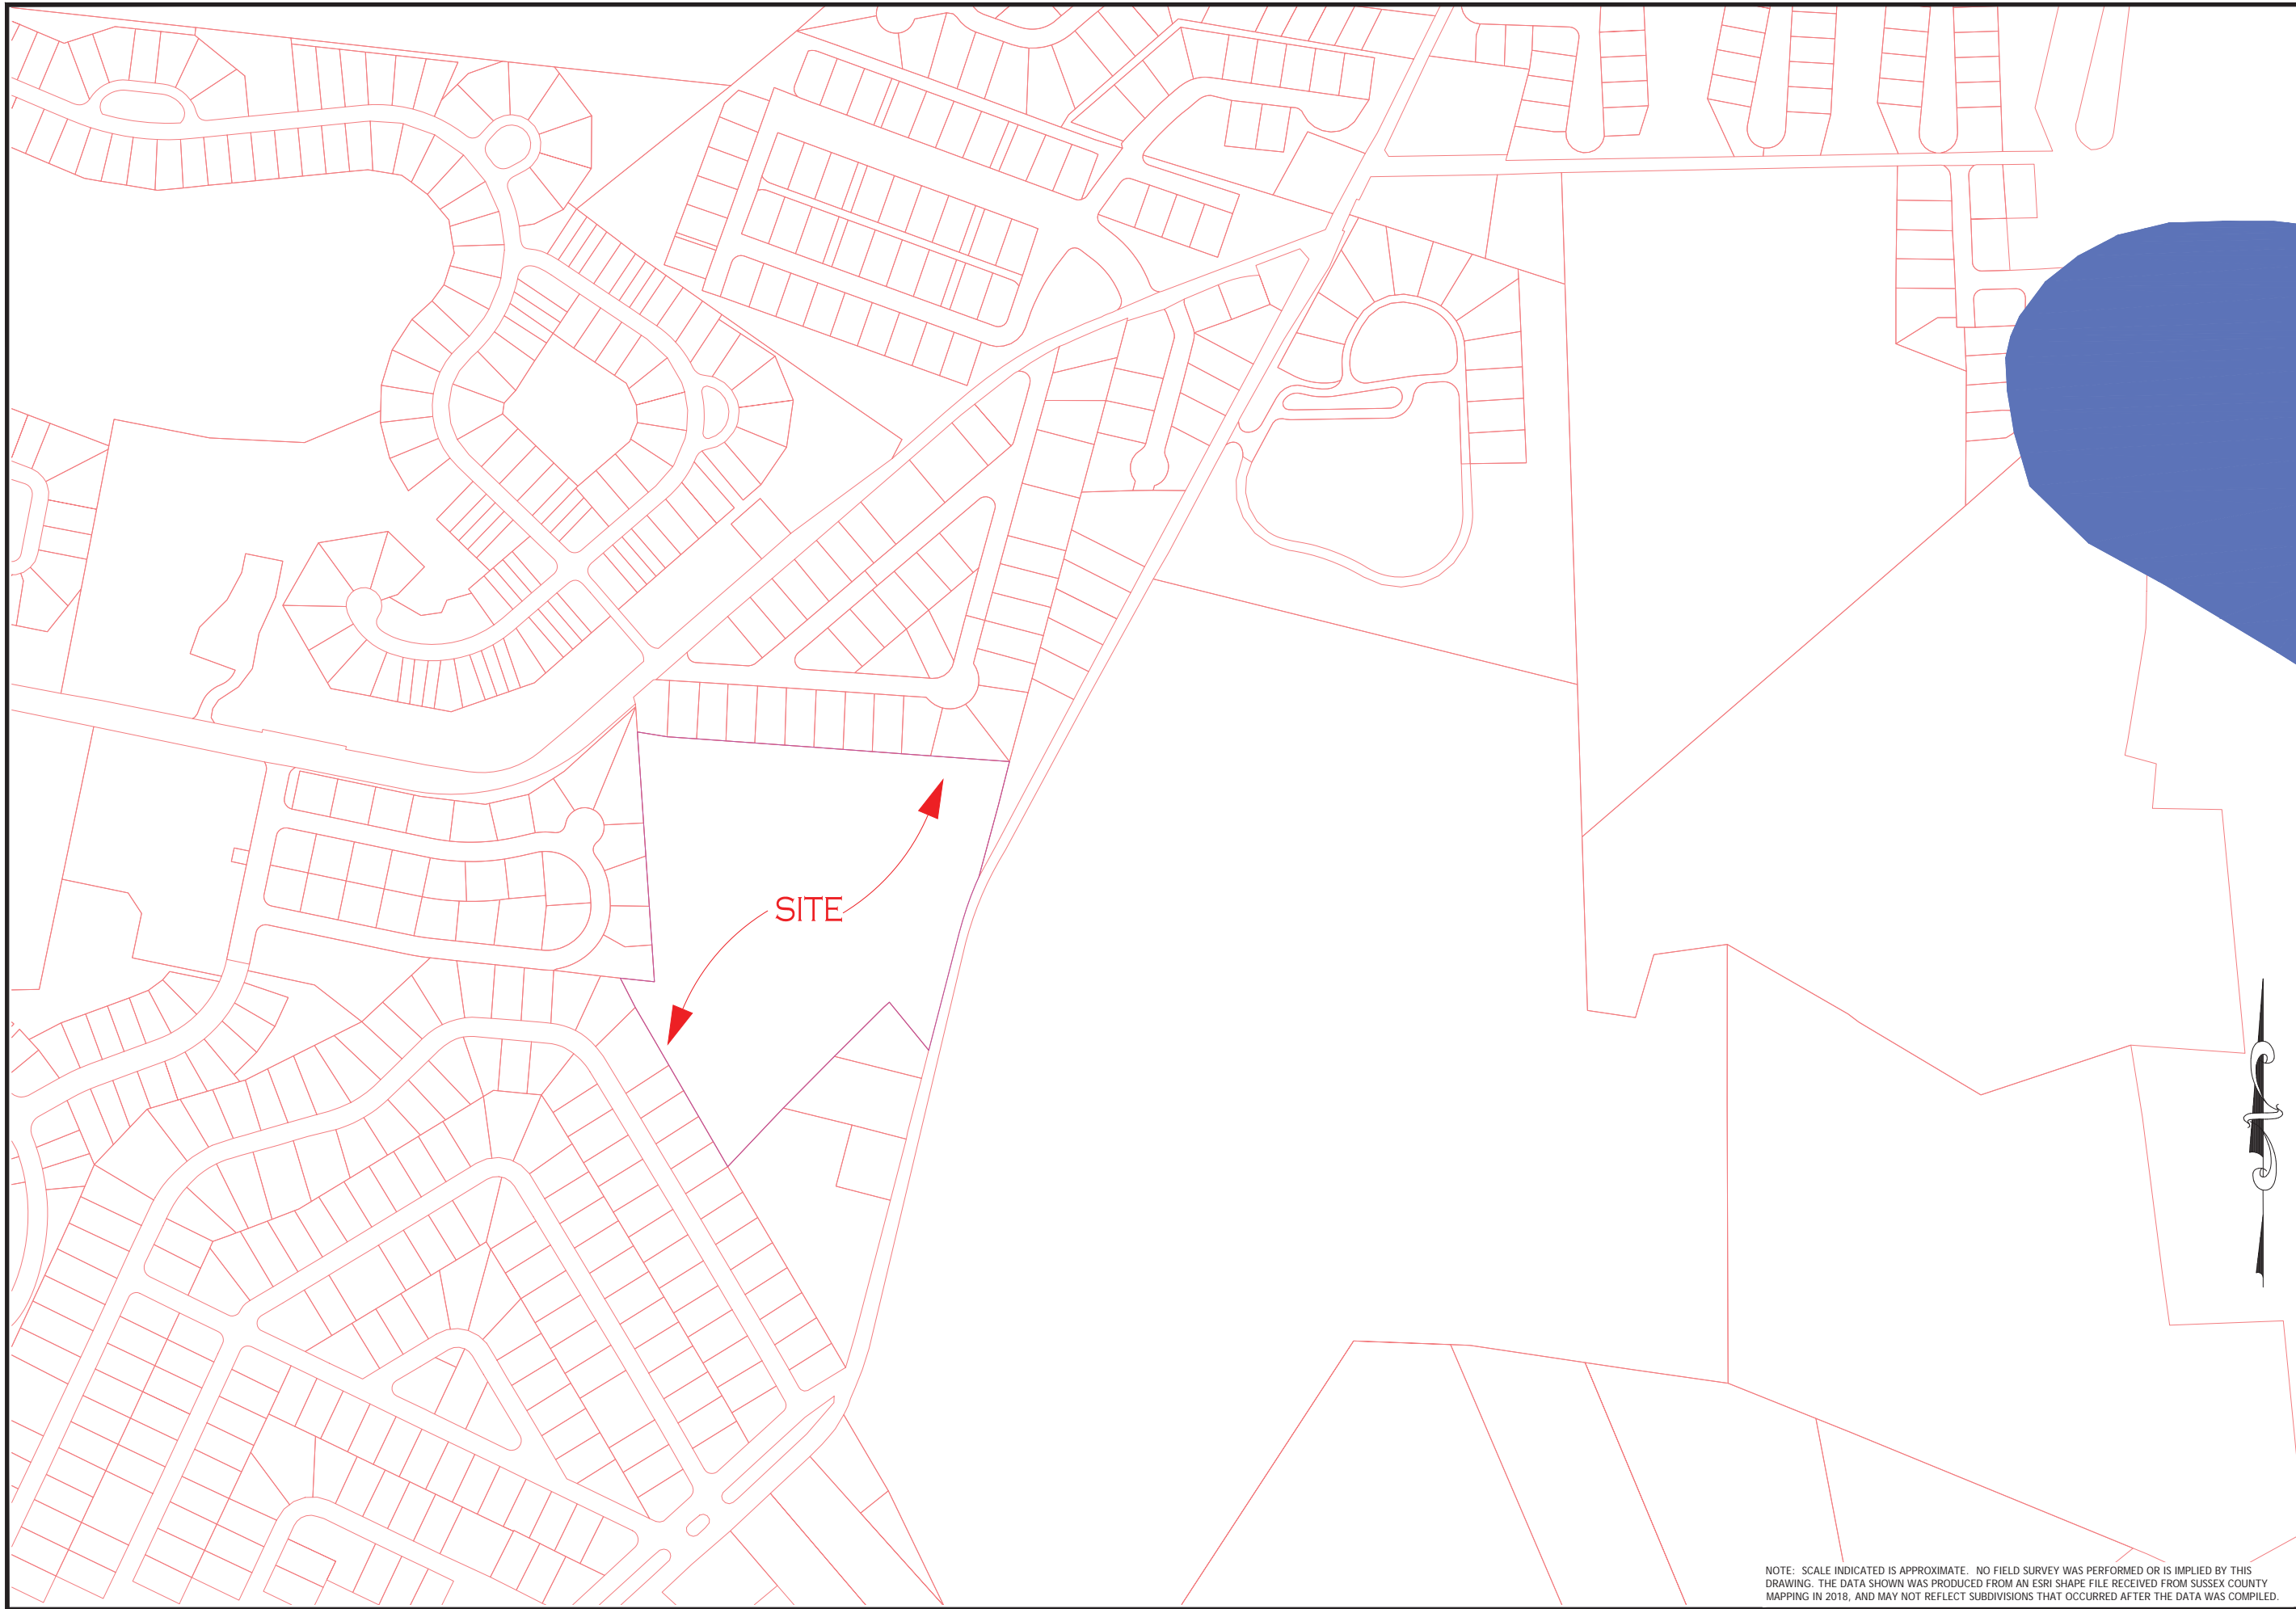 SITE
NOTE: SCALE INDICATED IS APPROXIMATE. NO FIELD SURVEY WAS PERFORMED OR IS IMPLIED BY THIS
DRAWING. THE DATA SHOWN WAS PRODUCED FROM AN ESRI SHAPE FILE RECEIVED FROM SUSSEX COUNTY
MAPPING IN 2018, AND MAY NOT REFLECT SUBDIVISIONS THAT OCCURRED AFTER THE DATA WAS COMPILED.